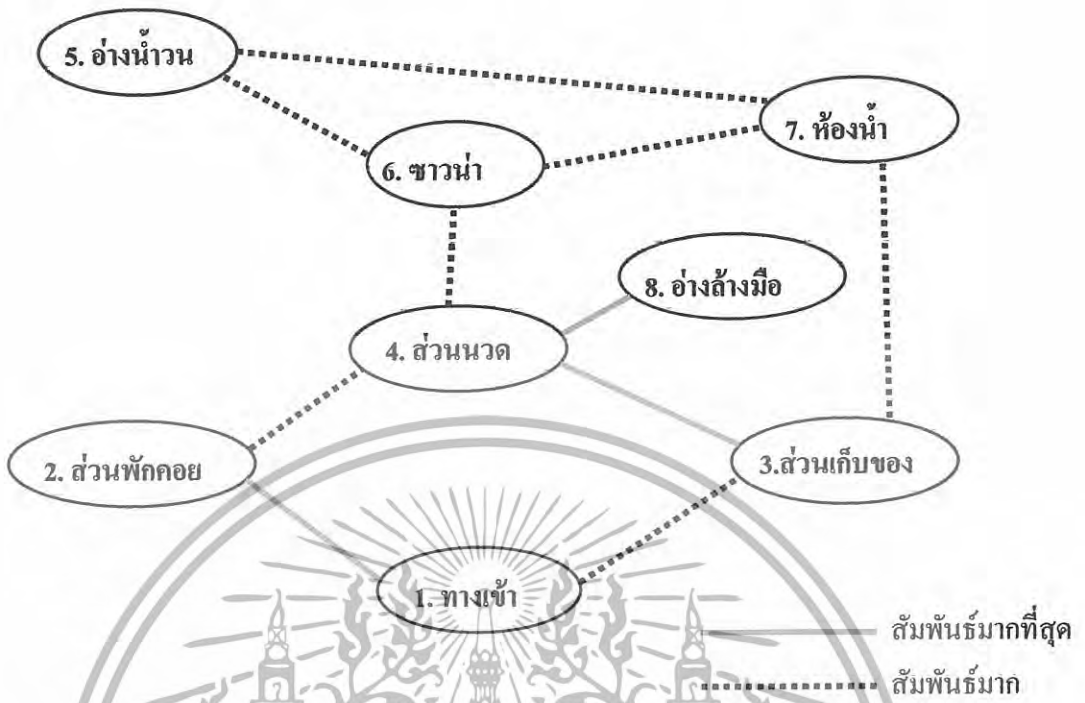 5. อ่างน้ำวน
7. ห้องน้ำ
6. ซาวน่า
8. อ่างล้างมือ
4. ส่วนนวด
2. ส่วนพักคอย
3.ส่วนเก็บของ
1. ทางเข้า
สัมพันธ์มากที่สุด
สัมพันธ์มาก